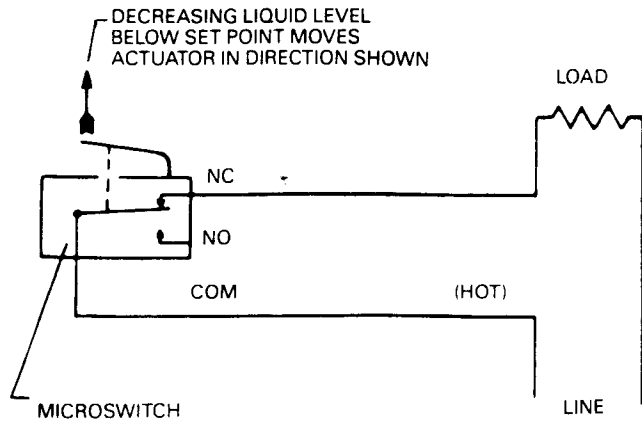 DECREASING LIQUID LEVEL
BELOW SET POINT MOVES
ACTUATOR IN DIRECTION SHOWN
LOAD
NC
NO
COM
(HOT)
MICROSWITCH
LINE